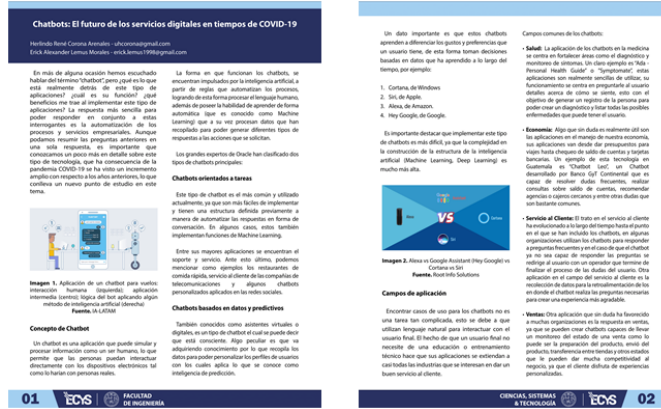 Chatbots: El futuro de los servicios digitales en tiempos de COVID-19
Herlindo René Corona Arenales - uhcorona@gmail.com
Erick Alexander Lemus Morales - erick.lemus1998@gmail.com
En más de alguna ocasión hemos escuchado
hablar del término "chatbot", pero ¿qué es lo que
está realmente detrás de este tipo de
aplicaciones? ¿cuál es su función? ¿qué
beneficios me trae al implementar este tipo de
aplicaciones? La respuesta más sencilla para
poder responder en conjunto a estas
interrogantes es la automatización de los
procesos y servicios empresariales. Aunque
podamos resumir las preguntas anteriores en
una sola respuesta, es importante que
conozcamos un poco más en detalle sobre este
tipo de tecnología, que ha consecuencia de la
pandemia COVID-19 se ha visto un incremento
amplio con respecto a los años anteriores, lo que
conlleva un nuevo punto de estudio en este
tema.
Imagen 1. Aplicación de un chatbot para vuelos:
interacción humana (izquierda); aplicación
intermedia (centro); lógica del bot aplicando algún
método de inteligencia artificial (derecha)
Fuente. IA-LATAM
Concepto de Chatbot
Un chatbot es una aplicación que puede simular y
procesar información como un ser humano, lo que
permite que las personas puedan interactuar
directamente con los dispositivos electrónicos tal
como lo harían con personas reales.
La forma en que funcionan los chatbots, se
encuentran impulsados por la inteligencia artificial, a
partir de reglas que automatizan los procesos,
logrando de esta forma procesar el lenguaje humano,
además de poseer la habilidad de aprender de forma
automática (que es conocido como Machine
Learning) que a su vez procesan datos que han
recopilado para poder generar diferentes tipos de
respuestas a las acciones que se solicitan.
Los grandes expertos de Oracle han clasificado dos
tipos de chatbots principales:
Chatbots orientados a tareas
Este tipo de chatbot es el más común y utilizado
actualmente, ya que son más fáciles de implementar
y tienen una estructura definida previamente a
manera de automatizar las respuestas en forma de
conversación. En algunos casos, estos también
implementan funciones de Machine Learning.
Entre sus mayores aplicaciones se encuentran el
soporte y servicio. Ante esto último, podemos
mencionar como ejemplos los restaurantes de
comida rápida, servicio al cliente de las compañías de
telecomunicaciones y algunos chatbots
personalizados aplicados en las redes sociales.
Chatbots basados en datos y predictivos
También conocidos como asistentes virtuales o
digitales, es un tipo de chatbot el cual se puede decir
que está consciente. Algo peculiar es que va
adquiriendo conocimiento por lo que recopila los
datos para poder personalizar los perfiles de usuarios
con los cuales aplica lo que se conoce como
inteligencia de predicción.
01
ECYS
FACULTAD
DE INGENIERÍA
Un dato importante es que estos chatbots
aprenden a diferenciar los gustos y preferencias que
un usuario tiene, de esta forma toman decisiones
basadas en datos que ha aprendido a lo largo del
tiempo, por ejemplo:
1. Cortana, de Windows
2. Siri, de Apple.
3. Alexa, de Amazon.
4. Hey Google, de Google.
Es importante destacar que implementar este tipo
de chatbots es más difícil, ya que la complejidad en
la construcción de la estructura de la inteligencia
artificial (Machine Learning, Deep Learning) es
mucho más alta.
VS
Alexa
Cortana
Siri
Imagen 2. Alexa vs Google Assistant (Hey Google) vs
Cortana vs Siri
Fuente. Root Info Solutions
Campos de aplicación
Encontrar casos de uso para los chatbots no es
una tarea tan complicada, esto se debe a que
utilizan lenguaje natural para interactuar con el
usuario final. El hecho de que un usuario final no
necesite de una educación o entrenamiento
técnico hace que sus aplicaciones se extiendan a
casi todas las industrias que se interesan en dar un
buen servicio al cliente.
Campos comunes de los chatbots:
• Salud: La aplicación de los chatbots en la medicina
se centra en fortalecer áreas como el diagnóstico y
monitoreo de síntomas. Un claro ejemplo es "Ada -
Personal Health Guide" o "Symptomate", estas
aplicaciones son realmente sencillas de utilizar, su
funcionamiento se centra en preguntarle al usuario
detalles acerca de cómo se siente, esto con el
objetivo de generar un registro de la persona para
poder crear un diagnóstico y listar todas las posibles
enfermedades que puede tener el usuario.
• Economía: Algo que sin duda es realmente útil son
las aplicaciones en el manejo de nuestra economía,
sus aplicaciones van desde dar presupuestos para
viajes hasta chequeo de saldo de cuentas y tarjetas
bancarias. Un ejemplo de esta tecnología en
Guatemala es "Chatbot Leo", un Chatbot
desarrollado por Banco GyT Continental que es
capaz de resolver dudas frecuentes, realizar
consultas sobre saldo de cuentas, recomendar
agencias o cajeros cercanos y entre otras dudas que
son bastante comunes.
• Servicio al Cliente: El trato en el servicio al cliente
ha evolucionado a lo largo del tiempo hasta el punto
en el que se han incluido los chatbots, en algunas
organizaciones utilizan los chatbots para responder
a preguntas frecuentes y en el caso de que el chatbot
ya no sea capaz de responder las preguntas se
redirige al usuario con un operador que termine de
finalizar el proceso de las dudas del usuario. Otra
aplicación en el campo del servicio al cliente es la
recolección de datos para la retroalimentación de los
en donde el chatbot realiza las preguntas necesarias
para crear una experiencia más agradable.
• Ventas: Otra aplicación que sin duda ha favorecido
a muchas organizaciones es la respuesta en ventas,
ya que se pueden crear chatbots capaces de llevar
un monitoreo del estado de una venta como lo
puede ser la preparación del producto, envió del
producto, transferencia entre tiendas y otros estados
que le pueden dar mucha competitividad al
negocio, ya que el cliente disfruta de experiencias
personalizadas.
CIENCIAS, SISTEMAS
& TECNOLOGÍA
ECYS
02